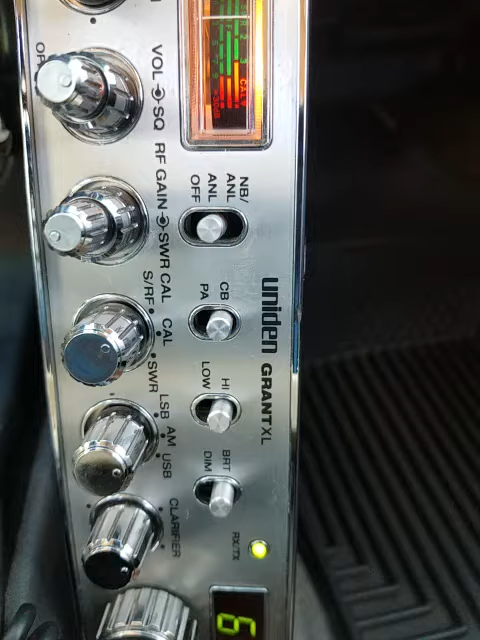 VOL SQ
RF GAIN SWR CAL
S/RF CAL SWR
LSB AM USB
CLARIFIER
CALV
NB/
ANL
ANL
OFF
CB
PA
HI
LOW
BRT
DIM
uniden GRANT XL
RX/TX
6